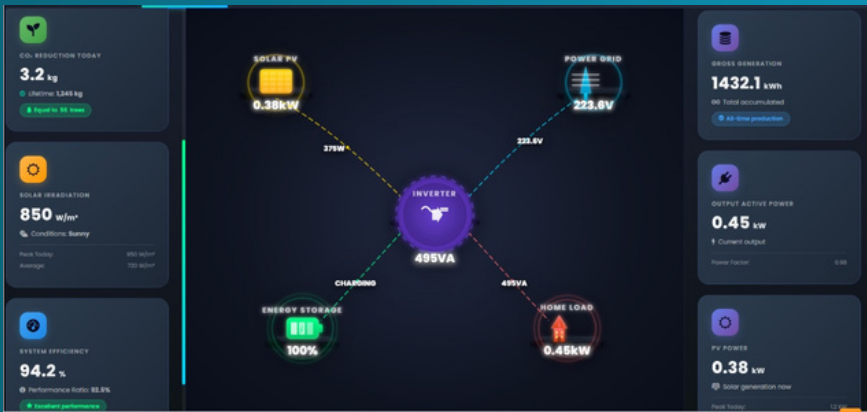 CO₂ REDUCTION TODAY
3.2 kg
Lifetime: 1,245 kg
Equal to 56 trees
SOLAR IRRADIATION
850 W/m²
Conditions: Sunny
Peak Today: 950 W/m²
Average: 720 W/m²
SYSTEM EFFICIENCY
94.2 %
Performance Ratio: 92.5%
Excellent performance
SOLAR PV
0.38kW
375W
POWER GRID
223.6V
223.6V
INVERTER
495VA
CHARGING
495VA
ENERGY STORAGE
100%
HOME LOAD
0.45kW
GROSS GENERATION
1432.1 kWh
Total accumulated
All-time production
OUTPUT ACTIVE POWER
0.45 kW
Current output
Power Factor:
PV POWER
0.38 kW
Solar generation now
Peak Today: